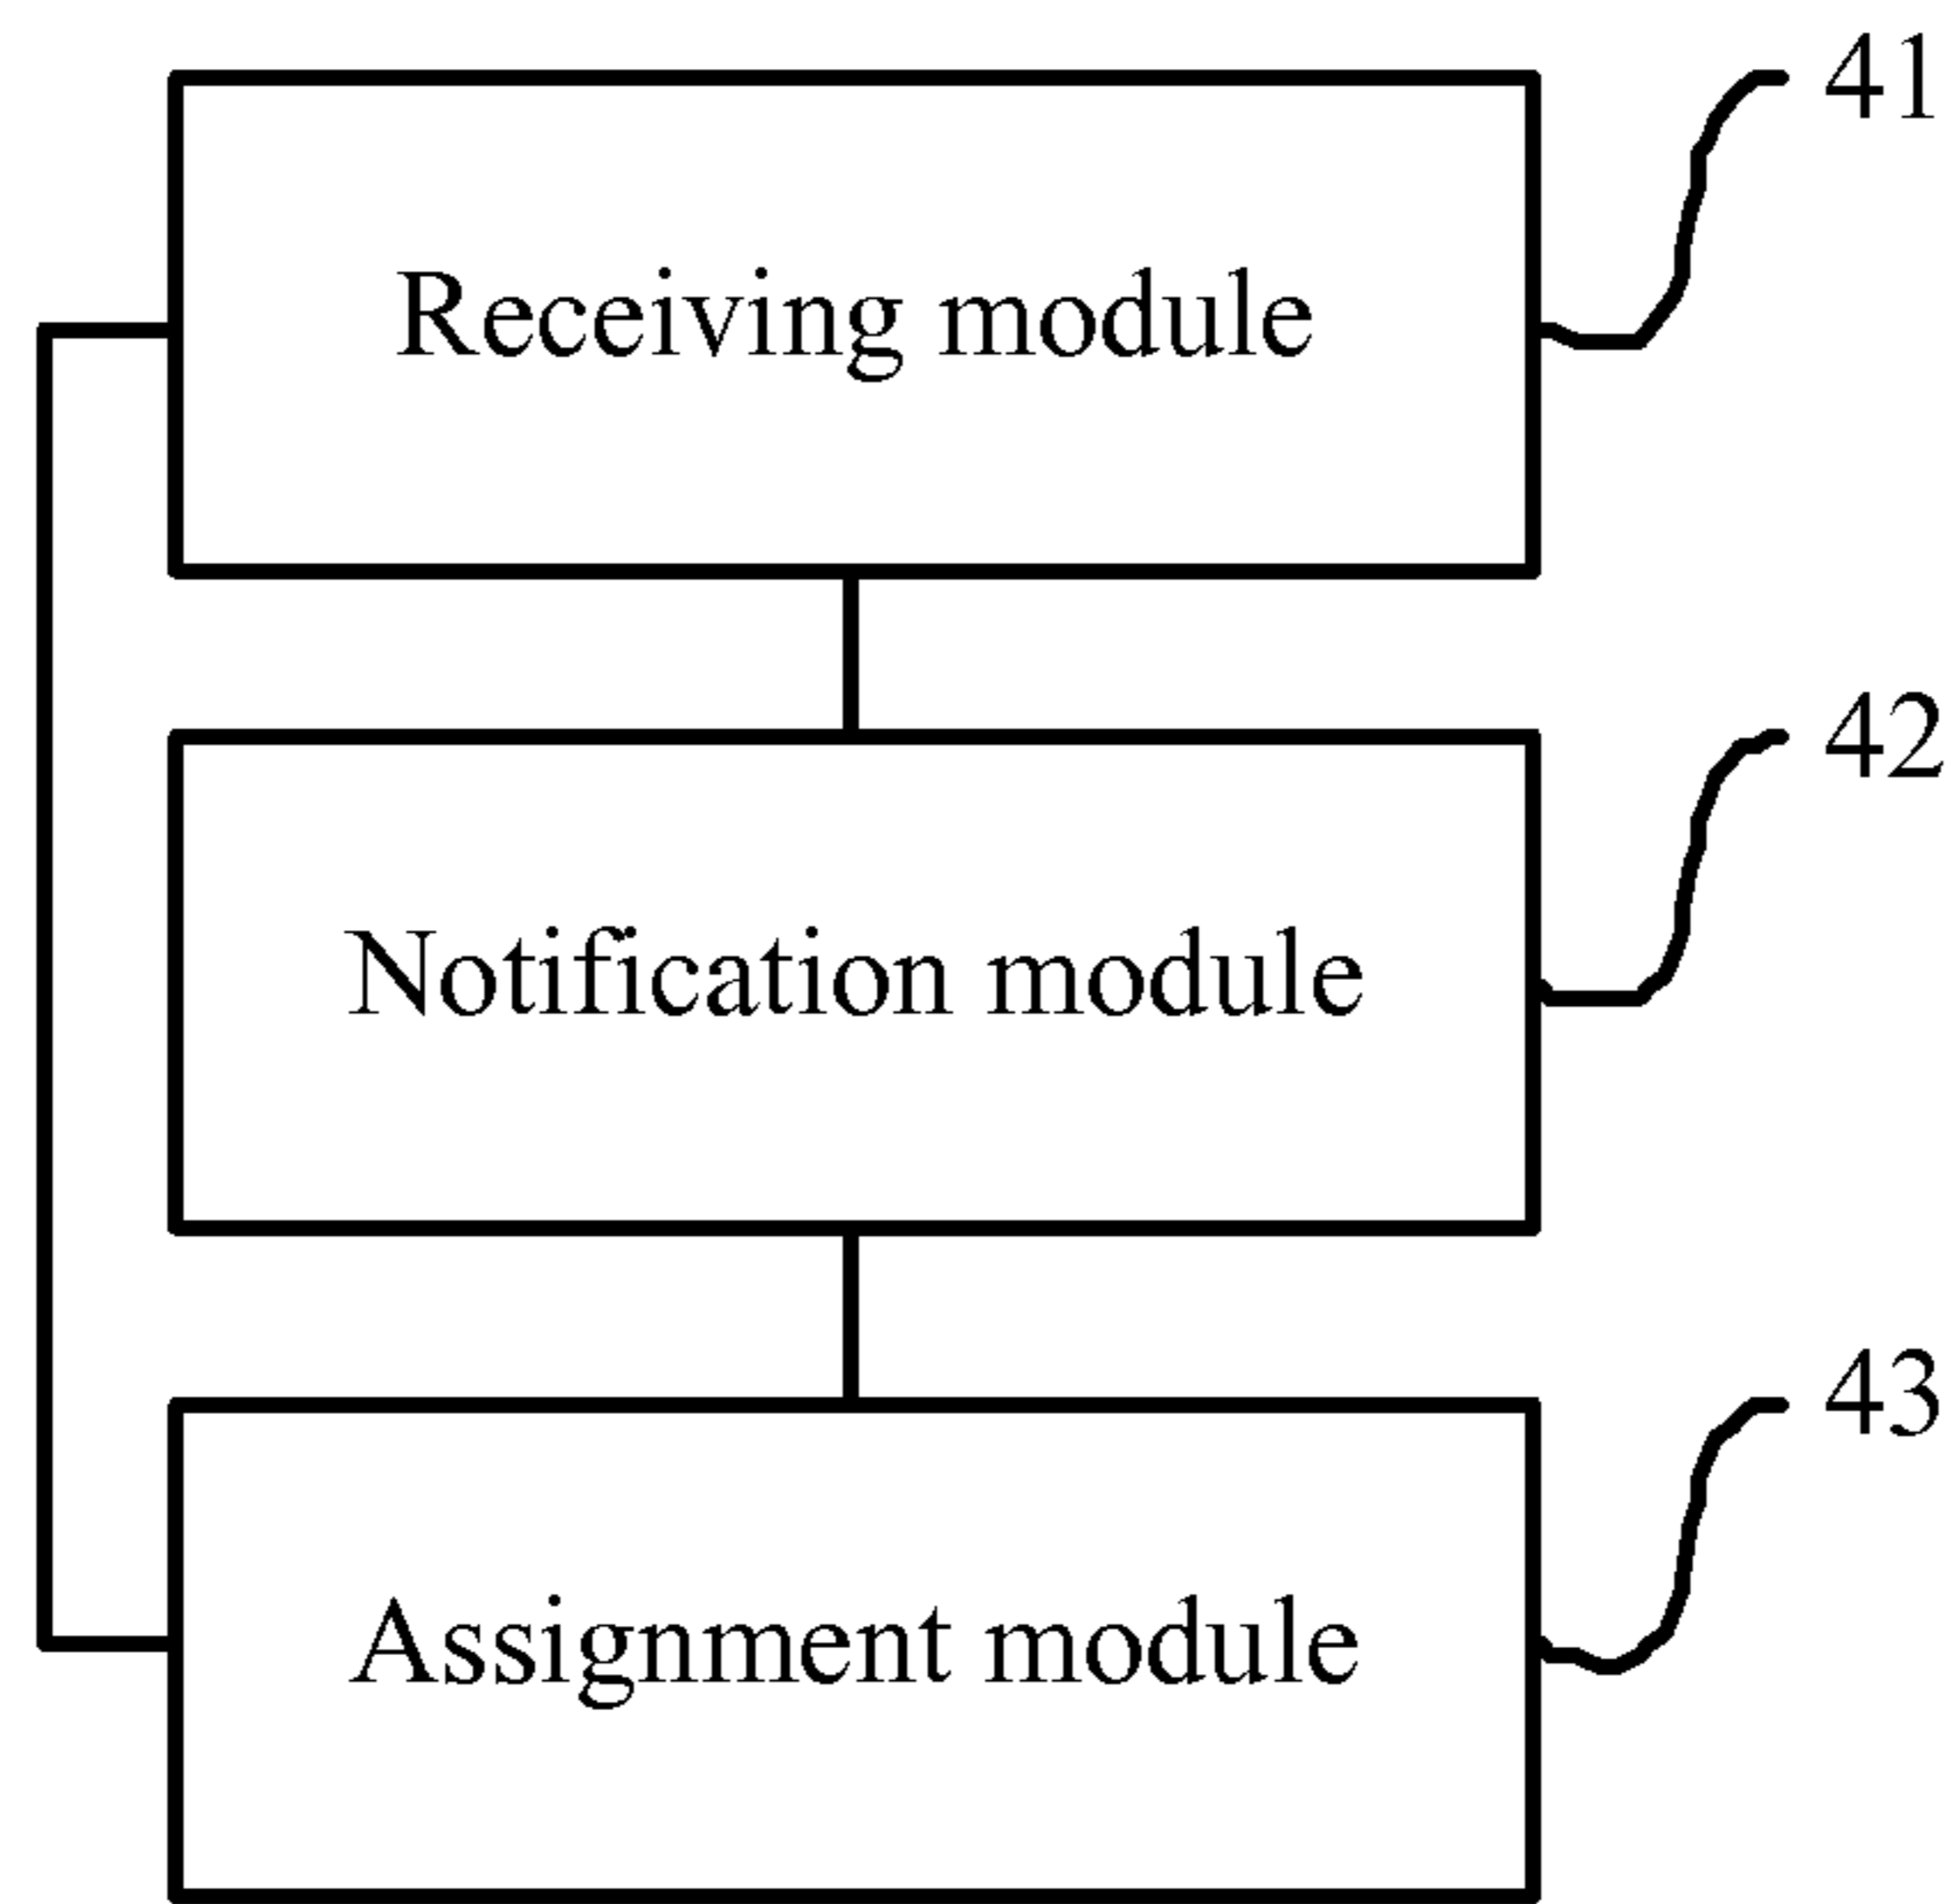 41
Receiving module
42
Notification module
43
Assignment module